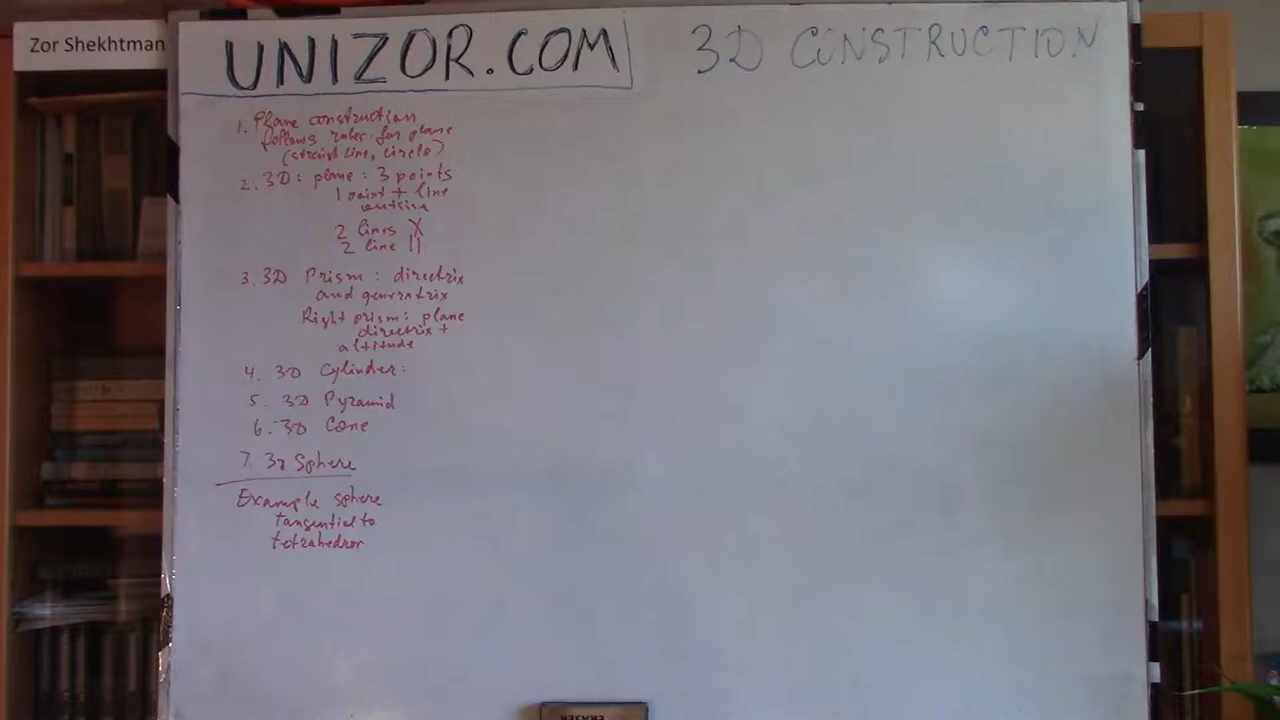 Zor Shekhtman
UNIZOR.COM
3D CONSTRUCTION
1. Plane construction
follows rules for plane
(straight line, circle)
2. 3D: plane: 3 points
1 point + line
outside
2 lines X
2 line ||
3. 3D Prism: directrix
and generatrix
Right prism: plane
directrix +
altitude
4. 3D Cylinder:
5. 3D Pyramid
6. 3D Cone
7. 3D Sphere
Example sphere
tangential to
tetrahedron
ERASER